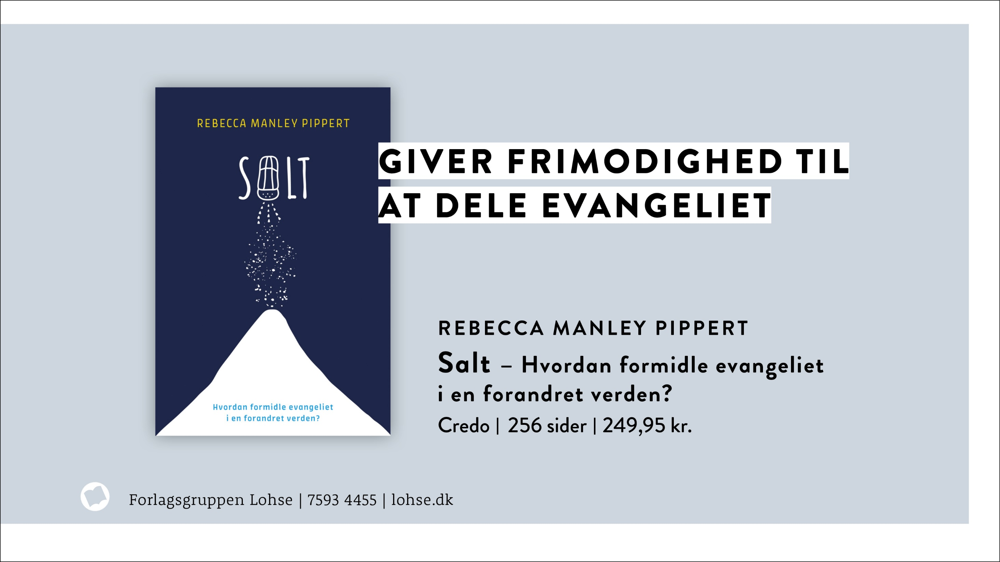 REBECCA MANLEY PIPPERT
SALT
Hvordan formidle evangeliet
i en forandret verden?
GIVER FRIMODIGHED TIL
AT DELE EVANGELIET
REBECCA MANLEY PIPPERT
Salt – Hvordan formidle evangeliet
i en forandret verden?
Credo | 256 sider | 249,95 kr.
Forlagsgruppen Lohse | 7593 4455 | lohse.dk